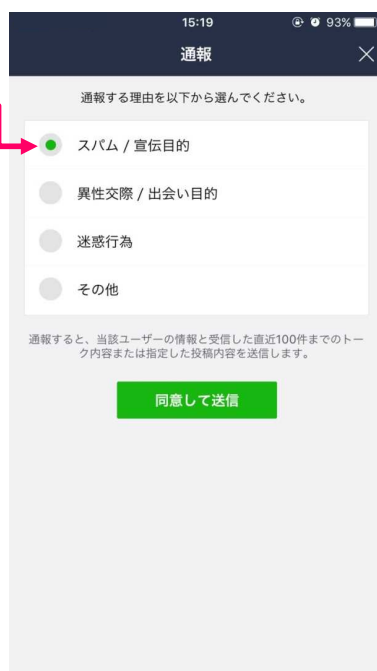 15:19 93%
通報
通報する理由を以下から選んでください。
スパム / 宣伝目的
異性交際 / 出会い目的
迷惑行為
その他
通報すると、当該ユーザーの情報と受信した直近100件までのトー
ク内容または指定した投稿内容を送信します。
同意して送信